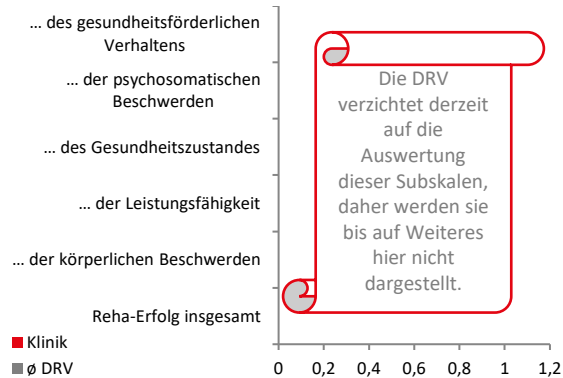 … des gesundheitsförderlichen
Verhaltens
… der psychosomatischen
Beschwerden
… des Gesundheitszustandes
… der Leistungsfähigkeit
… der körperlichen Beschwerden
Reha-Erfolg insgesamt
Die DRV
verzichtet derzeit
auf die
Auswertung
dieser Subskalen,
daher werden sie
bis auf Weiteres
hier nicht
dargestellt.
Klinik
ø DRV
0 0,2 0,4 0,6 0,8 1 1,2